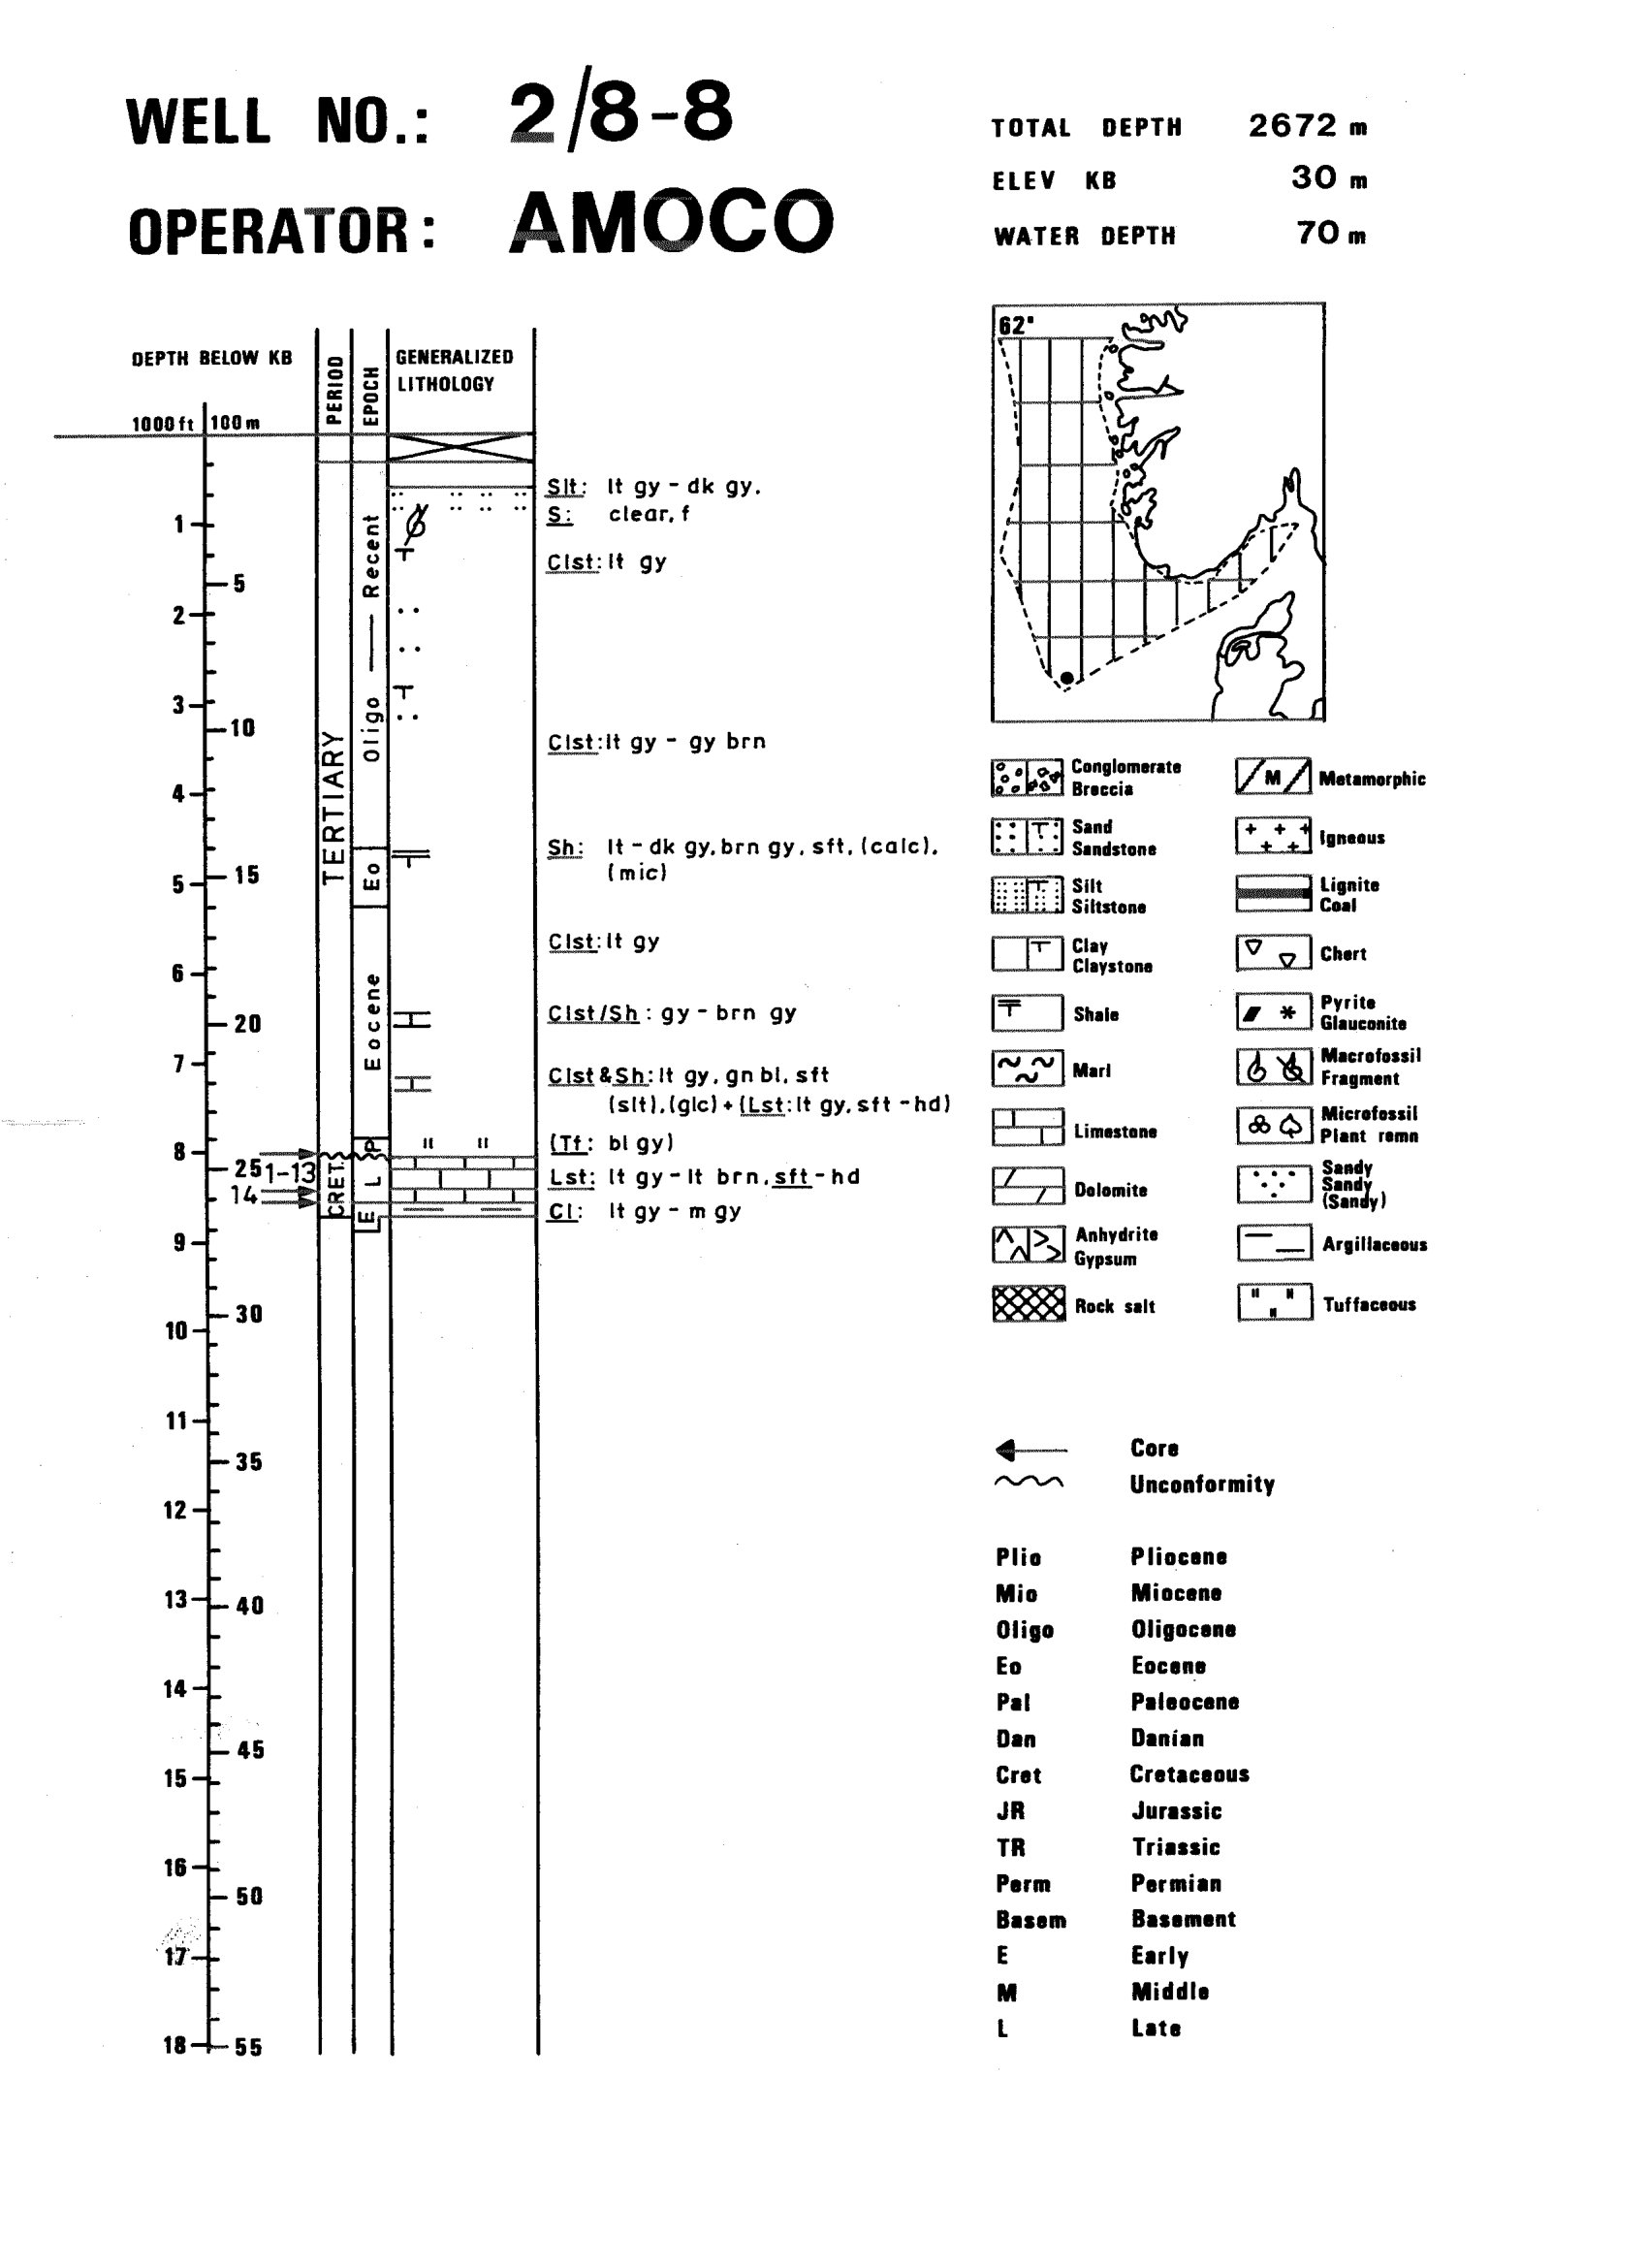 WELL NO.: 2/8-8
OPERATOR: AMOCO
TOTAL DEPTH 2672 m
ELEV KB 30 m
WATER DEPTH 70 m
DEPTH BELOW KB
1000 ft 100 m
PERIOD
EPOCH
GENERALIZED
LITHOLOGY
1
5
2
3
10
4
5
15
6
20
7
8
25
1-13
14
9
30
10
11
35
12
13
40
14
45
15
16
50
17
18
55
TERTIARY
CRET.
Oligo — Recent
Eo
Eocene
P
L
E
Slt: lt gy - dk gy.
S: clear, f
Clst: lt gy
Clst: lt gy - gy brn
Sh: lt - dk gy, brn gy, sft, (calc),
(mic)
Clst: lt gy
Clst/Sh: gy - brn gy
Clst & Sh: lt gy, gn bl, sft
(slt), (glc) + (Lst: lt gy, sft - hd)
(Tf: bl gy)
Lst: lt gy - lt brn, sft - hd
Cl: lt gy - m gy
62°
Conglomerate
Breccia
Sand
Sandstone
Silt
Siltstone
Clay
Claystone
Shale
Marl
Limestone
Dolomite
Anhydrite
Gypsum
Rock salt
M
Metamorphic
Igneous
Lignite
Coal
Chert
Pyrite
Glauconite
Macrofossil
Fragment
Microfossil
Plant remn
Sandy
Sandy
(Sandy)
Argillaceous
Tuffaceous
Core
Unconformity
Plio Pliocene
Mio Miocene
Oligo Oligocene
Eo Eocene
Pal Paleocene
Dan Danian
Cret Cretaceous
JR Jurassic
TR Triassic
Perm Permian
Basem Basement
E Early
M Middle
L Late